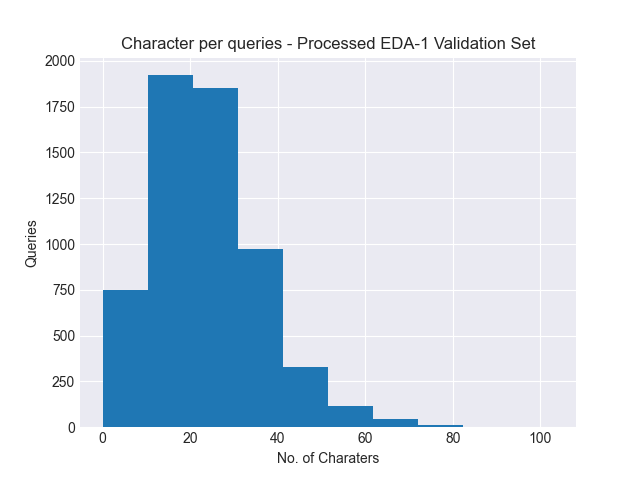 Character per queries - Processed EDA-1 Validation Set
2000
1750
1500
1250
1000
750
500
250
0
Queries
0 20 40 60 80 100
No. of Charaters